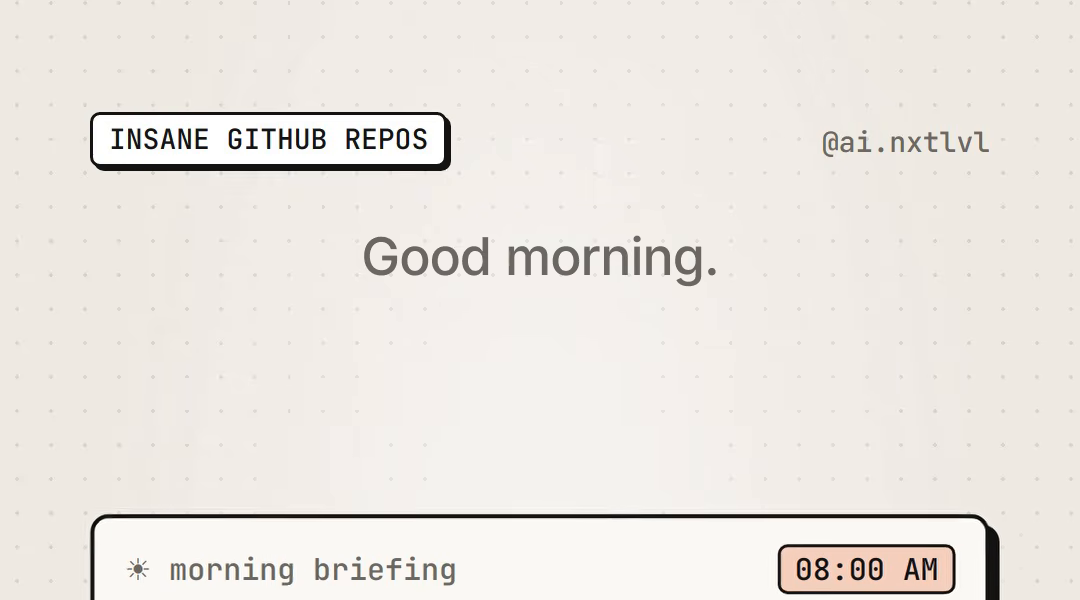 INSANE GITHUB REPOS
@ai.nxtlvl
Good morning.
☀ morning briefing
08:00 AM